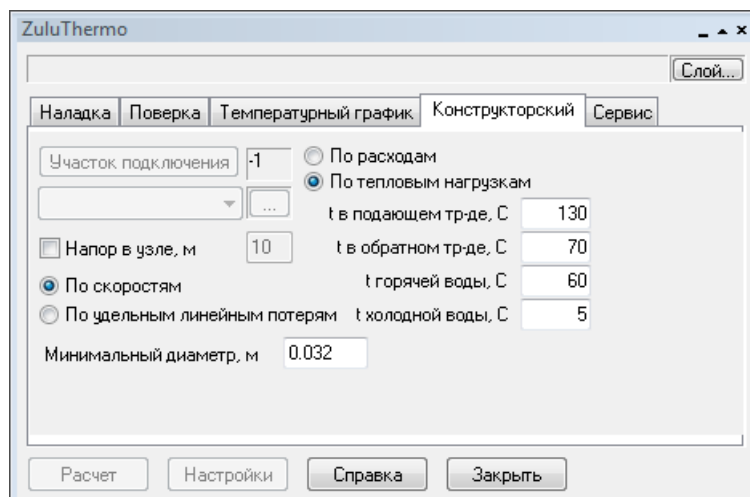 ZuluThermo
Слой...
Наладка Поверка Температурный график Конструкторский Сервис
Участок подключения -1 По расходам
По тепловым нагрузкам
...
t в подающем тр-де, С 130
Напор в узле, м 10 t в обратном тр-де, С 70
По скоростям t горячей воды, С 60
По удельным линейным потерям t холодной воды, С 5
Минимальный диаметр, м 0.032
Расчет Настройки Справка Закрыть